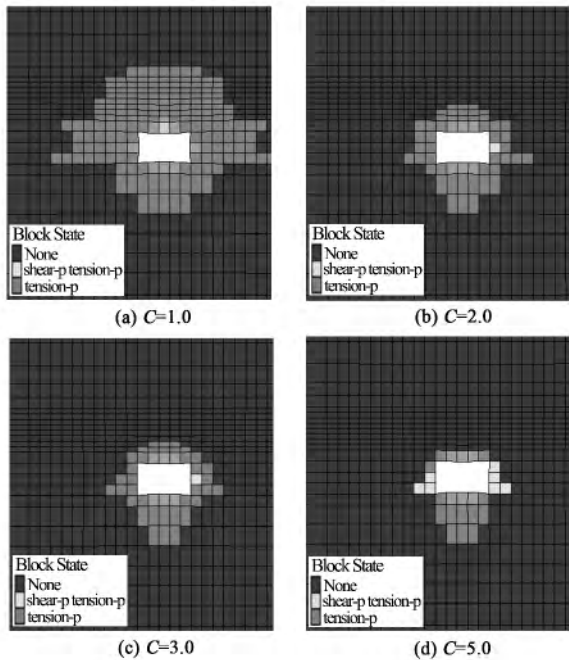 Block State
None
shear-p tension-p
tension-p
(a) C=1.0
Block State
None
shear-p tension-p
tension-p
(b) C=2.0
Block State
None
shear-p tension-p
tension-p
(c) C=3.0
Block State
None
shear-p tension-p
tension-p
(d) C=5.0